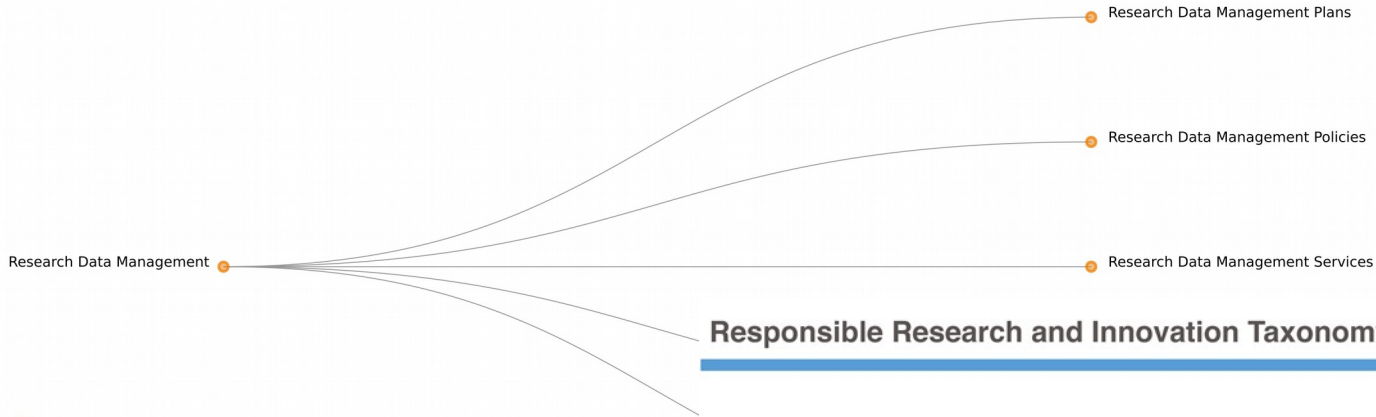 Research Data Management Plans
Research Data Management Policies
Research Data Management
Research Data Management Services
Responsible Research and Innovation Taxonom